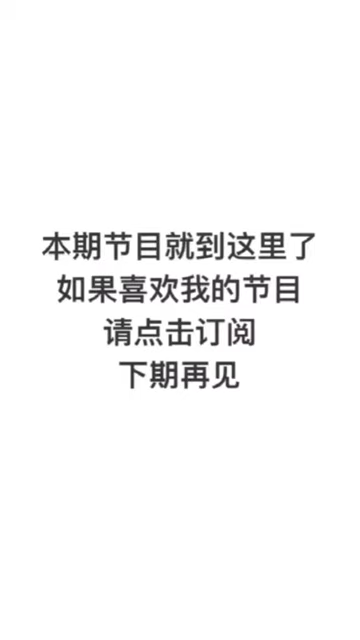 本期节目就到这里了
如果喜欢我的节目
请点击订阅
下期再见